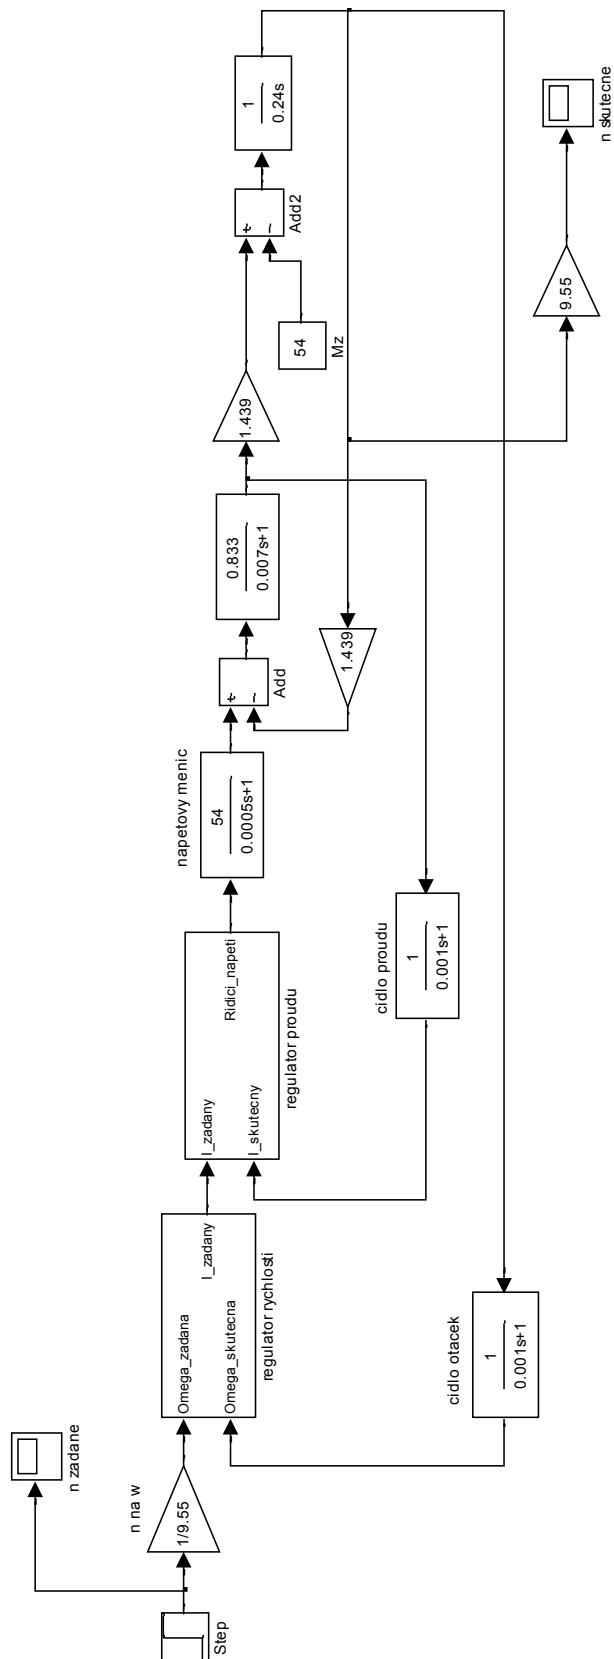 Step
n zadane
1/9.55
n na w
Omega_zadana
Omega_skutecna
I_zadany
regulator rychlosti
I_zadany
I_skutecny
Ridici_napeti
regulator proudu
54
0.0005s+1
napetovy menic
+
−
Add
0.833
0.007s+1
1.439
+
−
Add2
1
0.24s
54
Mz
1.439
1
0.001s+1
cidlo proudu
1
0.001s+1
cidlo otacek
9.55
n skutecne